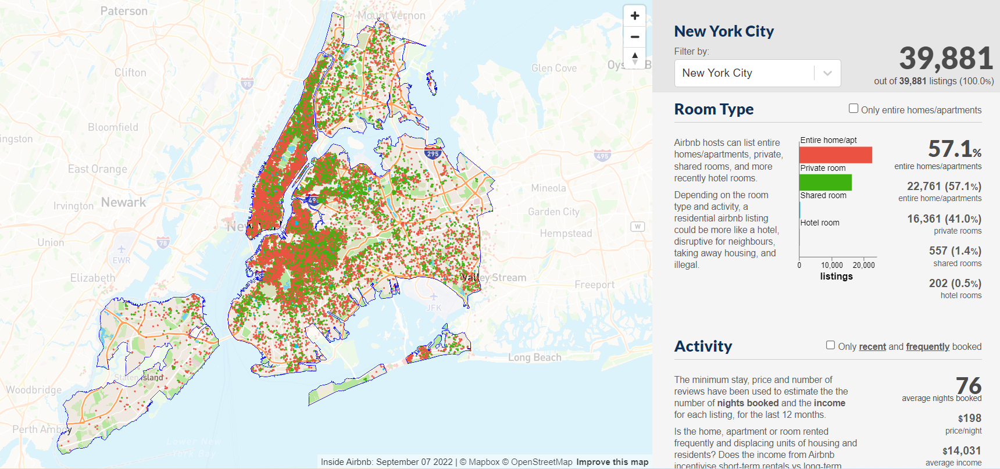 Paterson
Mount Vernon
Clifton
95
Glen Cove
Bloomfield
295
495
East Orange
Mineola
Irvington
Newark
Garden City
W
Union
78
Hempstead
EWR
Elizabeth
Valley Stream
Freeport
JFK
Long Beach
Staten Island
Woodbridge
Perth Amboy
Lower New
York Bay
Inside Airbnb: September 07 2022 | © Mapbox © OpenStreetMap Improve this map
New York City
Filter by:
New York City
39,881
out of 39,881 listings (100.0%)
Room Type
Only entire homes/apartments
Airbnb hosts can list entire
homes/apartments, private,
shared rooms, and more
recently hotel rooms.
Depending on the room
type and activity, a
residential airbnb listing
could be more like a hotel,
disruptive for neighbours,
taking away housing, and
illegal.
Entire home/apt
Private room
Shared room
Hotel room
0 10,000 20,000
listings
57.1%
entire homes/apartments
22,761 (57.1%)
entire home/apartments
16,361 (41.0%)
private rooms
557 (1.4%)
shared rooms
202 (0.5%)
hotel rooms
Activity
Only recent and frequently booked
The minimum stay, price and number of
reviews have been used to estimate the the
number of nights booked and the income
for each listing, for the last 12 months.
Is the home, apartment or room rented
frequently and displacing units of housing and
residents? Does the income from Airbnb
incentivise short-term rentals vs long-term
76
average nights booked
$198
price/night
$14,031
average income